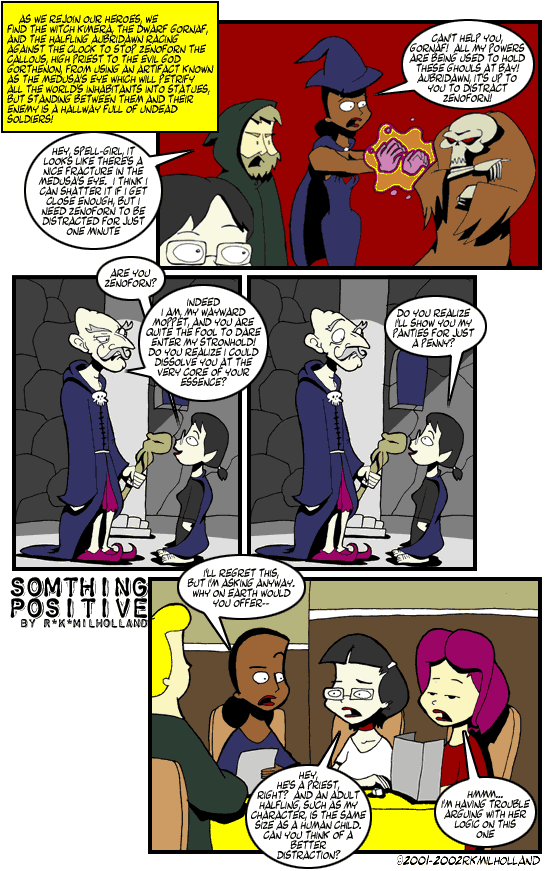 AS WE REJOIN OUR HEROES, WE
FIND THE WITCH KIMERA, THE DWARF GORNAF,
AND THE HALFLING AUBRIDAWN RACING
AGAINST THE CLOCK TO STOP ZENOFORN THE
CALLOUS, HIGH PRIEST TO THE EVIL GOD
GORTHENON, FROM USING AN ARTIFACT KNOWN
AS THE MEDUSA'S EYE WHICH WILL PETRIFY
ALL THE WORLD'S INHABITANTS INTO STATUES,
BUT STANDING BETWEEN THEM AND THEIR
ENEMY IS A HALLWAY FULL OF UNDEAD
SOLDIERS!
HEY, SPELL-GIRL, IT
LOOKS LIKE THERE'S A
NICE FRACTURE IN THE
MEDUSA'S EYE. I THINK I
CAN SHATTER IT IF I GET
CLOSE ENOUGH, BUT I
NEED ZENOFORN TO BE
DISTRACTED FOR JUST
ONE MINUTE
CAN'T HELP YOU,
GORNAF! ALL MY POWERS
ARE BEING USED TO HOLD
THESE GHOULS AT BAY!
AUBRIDAWN, IT'S UP TO
YOU TO DISTRACT
ZENOFORN!
ARE YOU
ZENOFORN?
INDEED
I AM, MY WAYWARD
MOPPET, AND YOU ARE
QUITE THE FOOL TO DARE
ENTER MY STRONGHOLD!
DO YOU REALIZE I COULD
DISSOLVE YOU AT THE
VERY CORE OF YOUR
ESSENCE?
DO YOU REALIZE
I'LL SHOW YOU MY
PANTIES FOR JUST
A PENNY?
SOMTHING
POSITIVE
BY R*K*MILHOLLAND
I'LL REGRET THIS,
BUT I'M ASKING ANYWAY.
WHY ON EARTH WOULD
YOU OFFER--
HEY,
HE'S A PRIEST,
RIGHT? AND AN ADULT
HALFLING, SUCH AS MY
CHARACTER, IS THE SAME
SIZE AS A HUMAN CHILD.
CAN YOU THINK OF A
BETTER
DISTRACTION?
HMMM...
I'M HAVING TROUBLE
ARGUING WITH HER
LOGIC ON THIS
ONE
©2001-2002RKMILHOLLAND